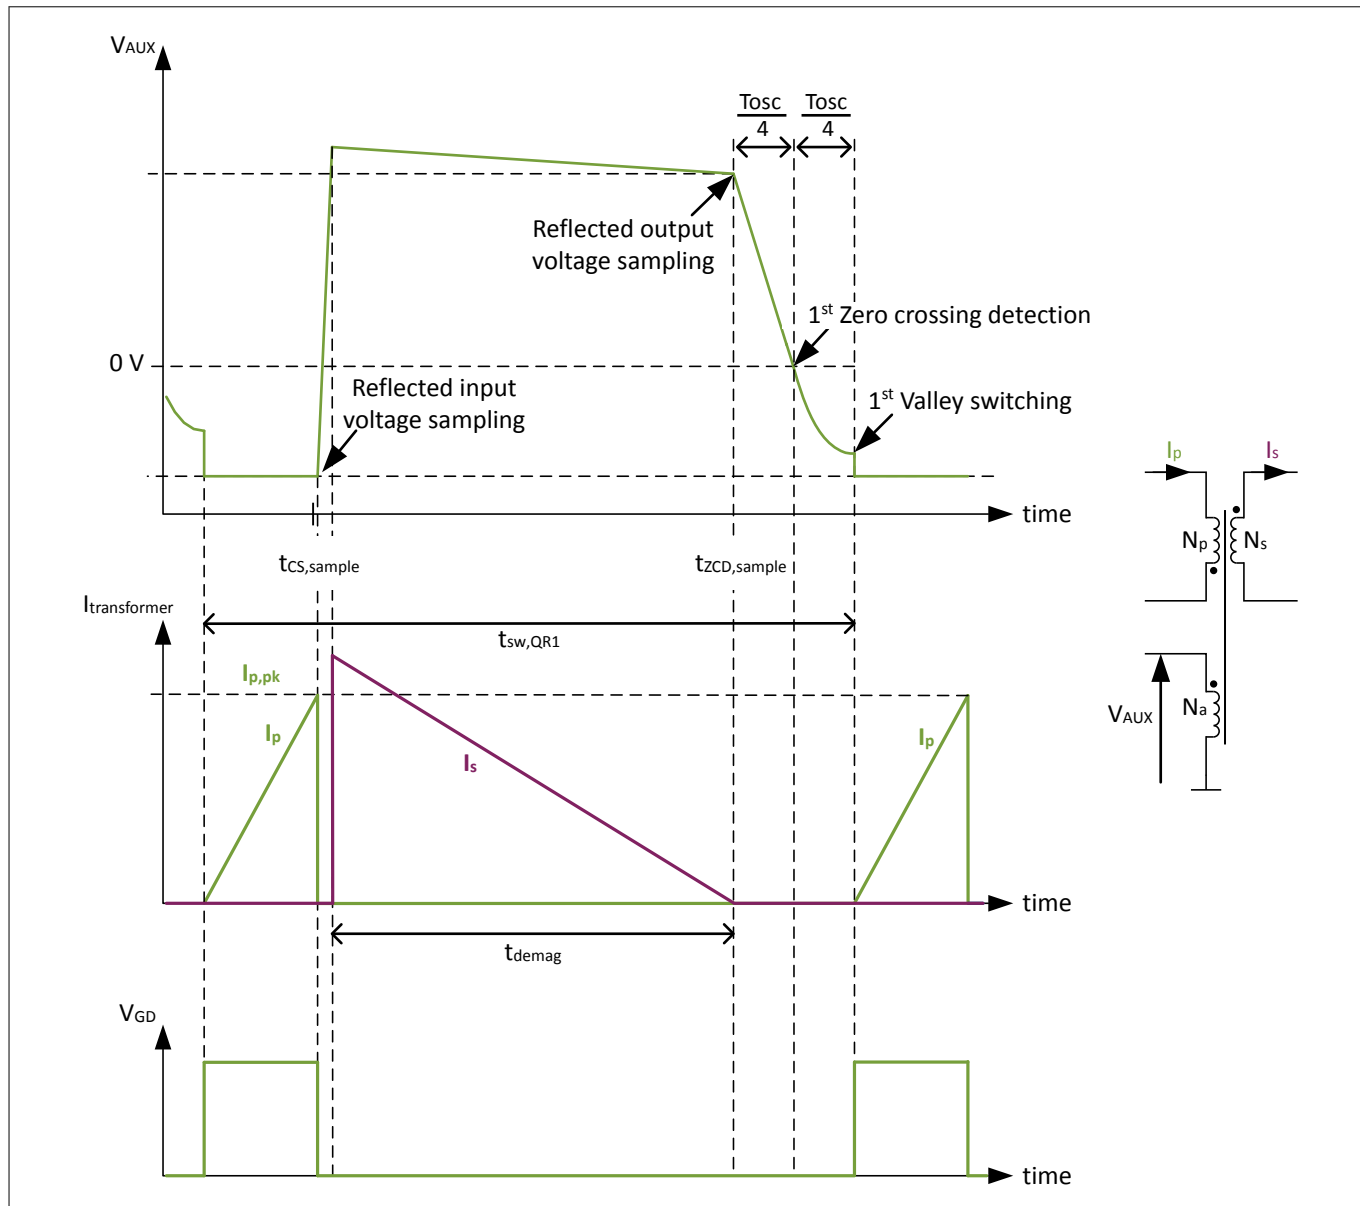 VAUX
Tosc
4
Tosc
4
Reflected output
voltage sampling
1st Zero crossing detection
0 V
Reflected input
voltage sampling
1st Valley switching
time
tCS,sample
tZCD,sample
Itransformer
tsw,QR1
Ip,pk
Ip
Is
Ip
time
tdemag
VGD
time
Ip
Is
Np
Ns
VAUX
Na